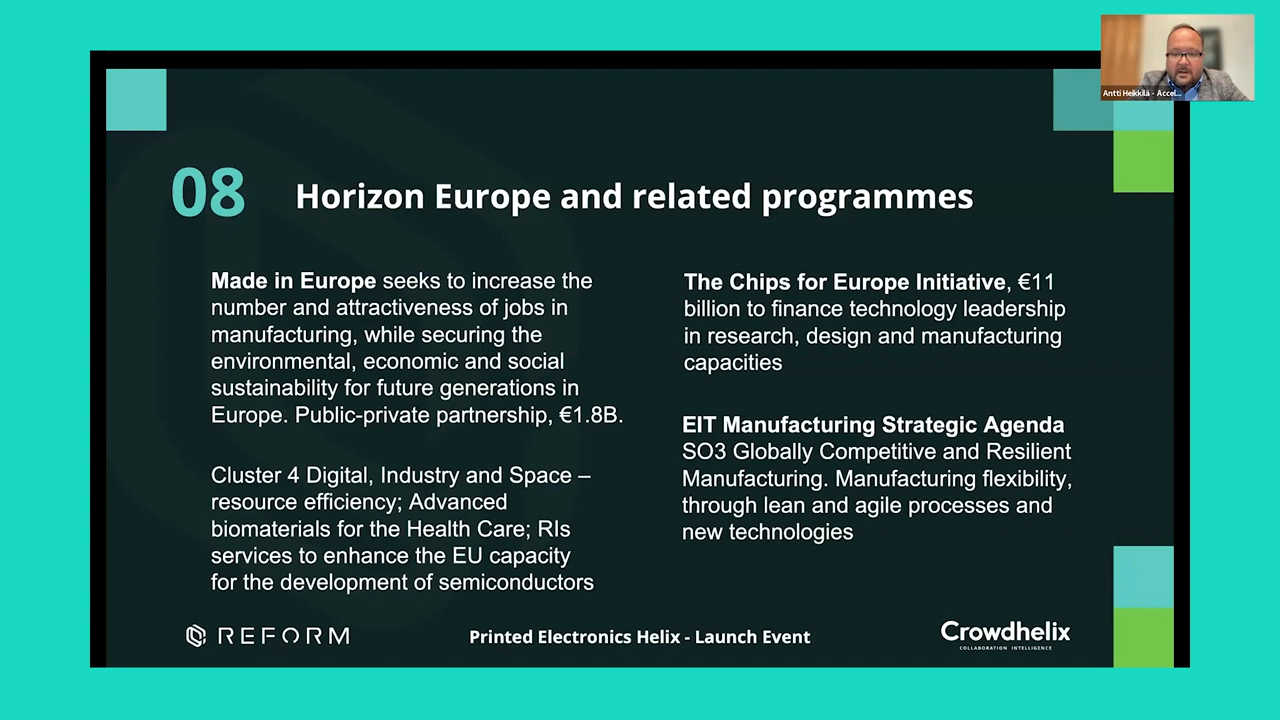 Antti Heikkilä - Accel...
08
Horizon Europe and related programmes
Made in Europe seeks to increase the
number and attractiveness of jobs in
manufacturing, while securing the
environmental, economic and social
sustainability for future generations in
Europe. Public-private partnership, €1.8B.
Cluster 4 Digital, Industry and Space –
resource efficiency; Advanced
biomaterials for the Health Care; RIs
services to enhance the EU capacity
for the development of semiconductors
The Chips for Europe Initiative, €11
billion to finance technology leadership
in research, design and manufacturing
capacities
EIT Manufacturing Strategic Agenda
SO3 Globally Competitive and Resilient
Manufacturing. Manufacturing flexibility,
through lean and agile processes and
new technologies
REFORM
Printed Electronics Helix - Launch Event
Crowdhelix
COLLABORATION INTELLIGENCE